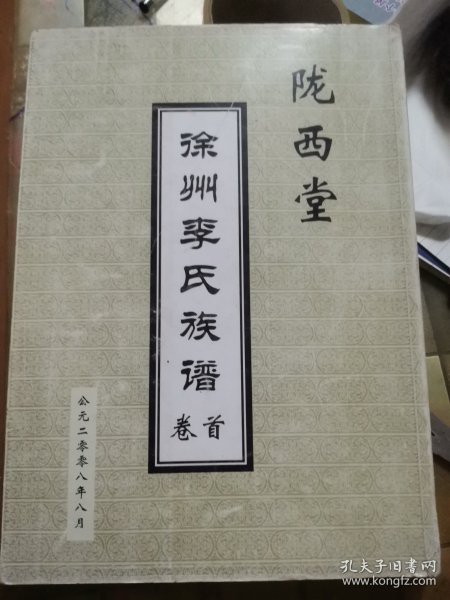 陇西堂
徐州李氏族谱
卷首
公元二零零八年八月
孔夫子旧书网
www.kongfz.com